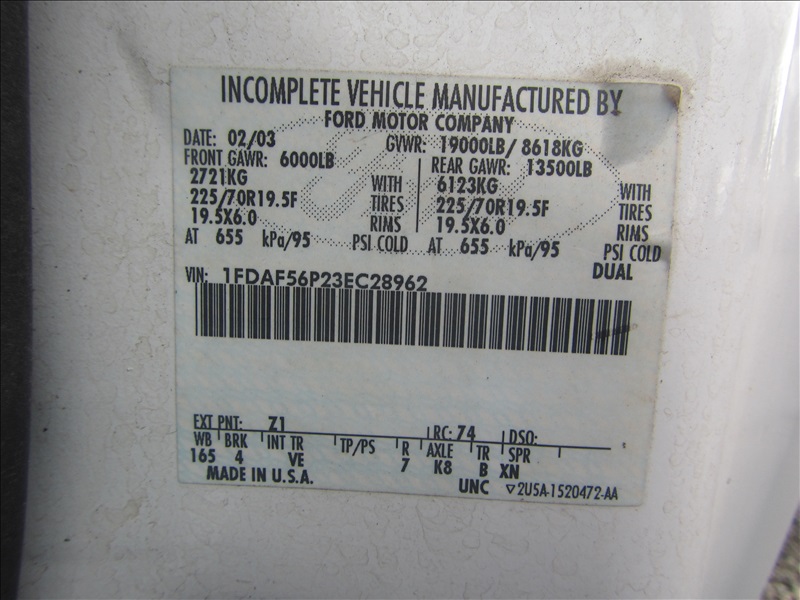 INCOMPLETE VEHICLE MANUFACTURED BY
FORD MOTOR COMPANY
DATE: 02/03 GVWR: 19000LB/ 8618KG
FRONT GAWR: 6000LB REAR GAWR: 13500LB
2721KG WITH 6123KG WITH
225/70R19.5F TIRES 225/70R19.5F TIRES
19.5X6.0 RIMS 19.5X6.0 RIMS
AT 655 kPa/95 PSI COLD AT 655 kPa/95 PSI COLD
DUAL
VIN: 1FDAF56P23EC28962
EXT PNT: Z1 RC: 74 DSO:
WB BRK INT TR TP/PS R AXLE TR SPR
165 4 VE 7 K8 B XN
MADE IN U.S.A. UNC ▽2U5A-1520472-AA